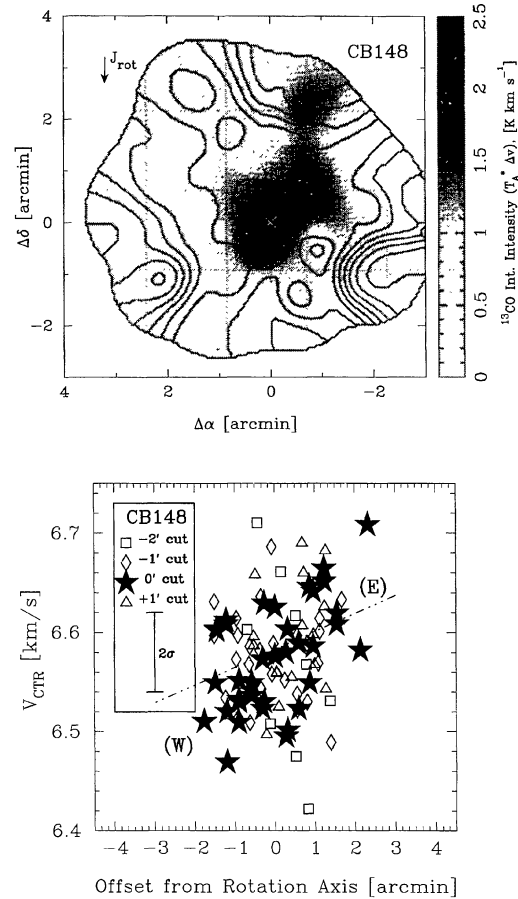 CB148
J_rot
4
2
0
-2
Δδ [arcmin]
4
2
0
-2
Δα [arcmin]
2.5
2
1.5
1
0.5
0
¹³CO Int. Intensity (T_A* Δv), [K km s⁻¹]
CB148
-2' cut
-1' cut
0' cut
+1' cut
2σ
(E)
(W)
6.7
6.6
6.5
6.4
V_CTR [km/s]
-4 -3 -2 -1 0 1 2 3 4
Offset from Rotation Axis [arcmin]